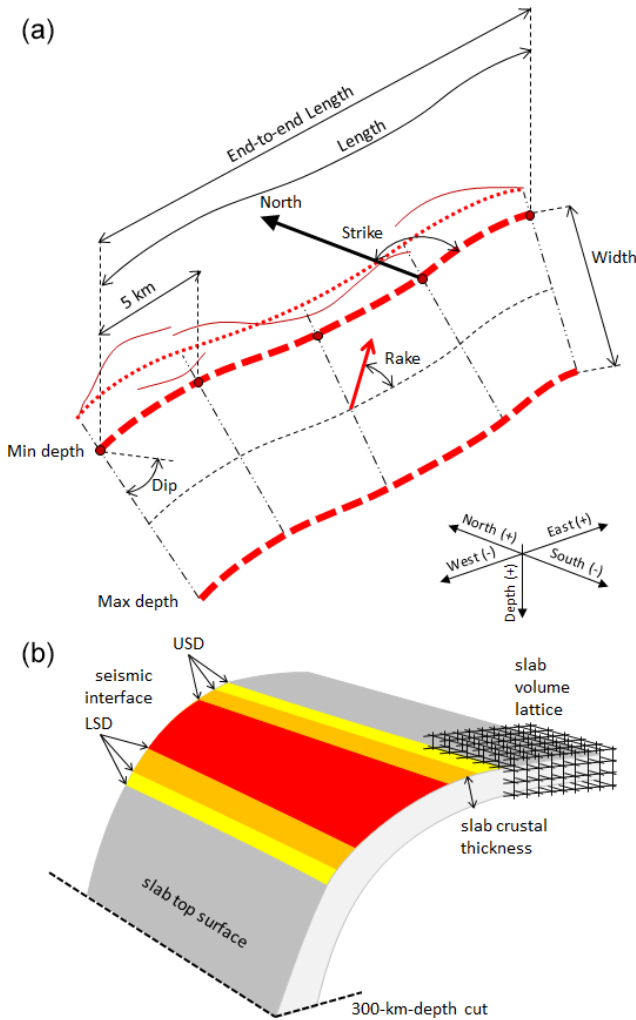 (a)
End-to-end Length
Length
North
Strike
Width
5 km
Rake
Min depth
Dip
Max depth
North (+)
East (+)
West (-)
South (-)
Depth (+)
(b)
USD
seismic
interface
LSD
slab
volume
lattice
slab crustal
thickness
slab top surface
300-km-depth cut